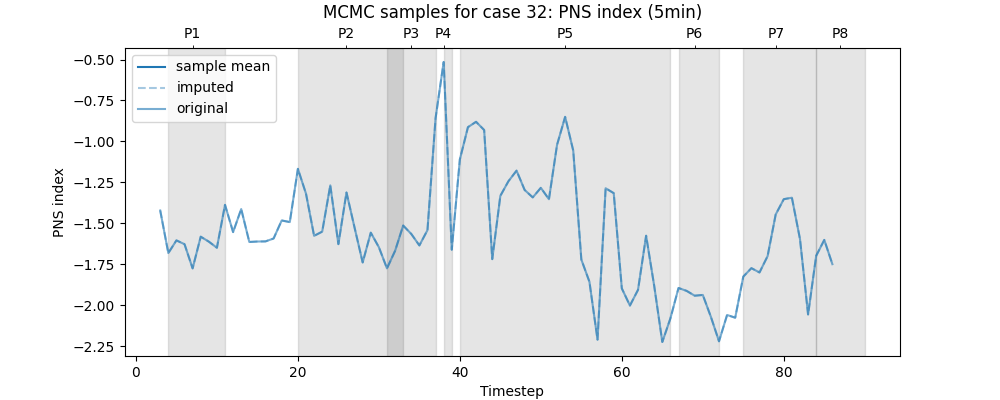 MCMC samples for case 32: PNS index (5min)
P1 P2 P3 P4 P5 P6 P7 P8
sample mean
imputed
original
PNS index
−0.50
−0.75
−1.00
−1.25
−1.50
−1.75
−2.00
−2.25
0 20 40 60 80
Timestep